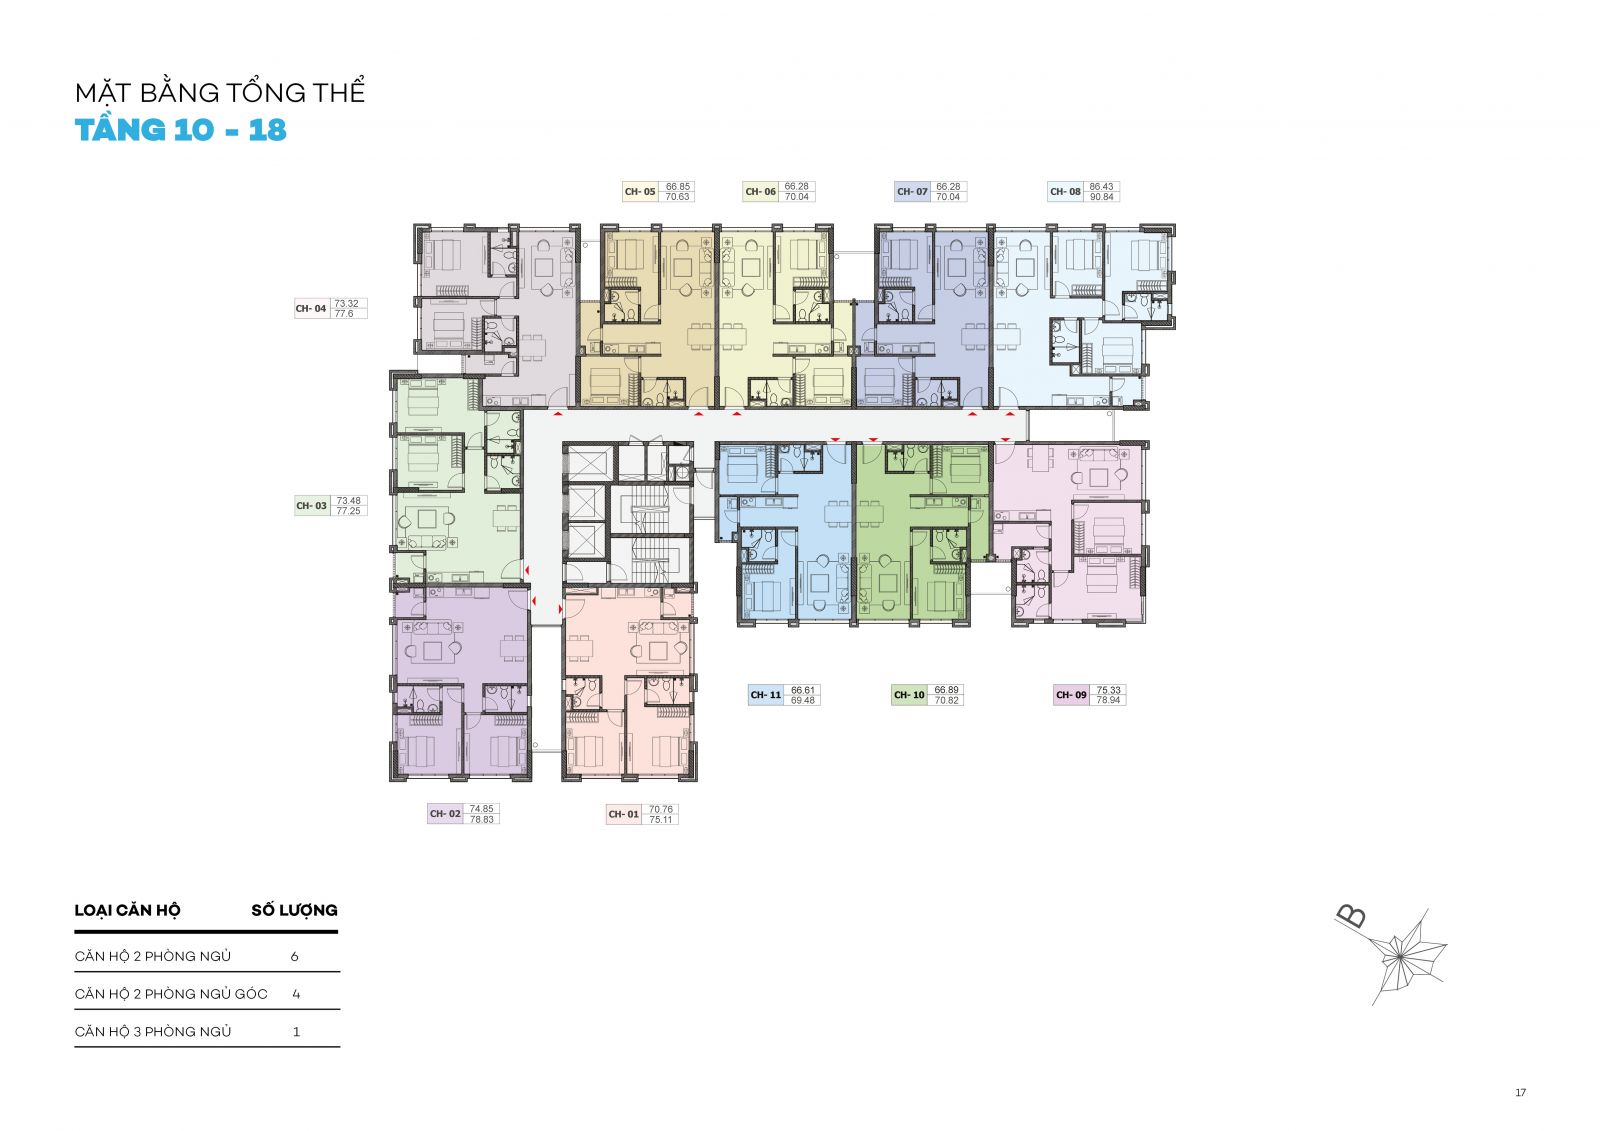 MẶT BẰNG TỔNG THỂ
TẦNG 10 - 18
CH- 05 66.85 70.63
CH- 06 66.28 70.04
CH- 07 66.28 70.04
CH- 08 86.43 90.84
CH- 04 73.32 77.6
CH- 03 73.48 77.25
CH- 11 66.61 69.48
CH- 10 66.89 70.82
CH- 09 75.33 78.94
CH- 02 74.85 78.83
CH- 01 70.76 75.11
LOẠI CĂN HỘ SỐ LƯỢNG
CĂN HỘ 2 PHÒNG NGỦ 6
CĂN HỘ 2 PHÒNG NGỦ GÓC 4
CĂN HỘ 3 PHÒNG NGỦ 1
B
17